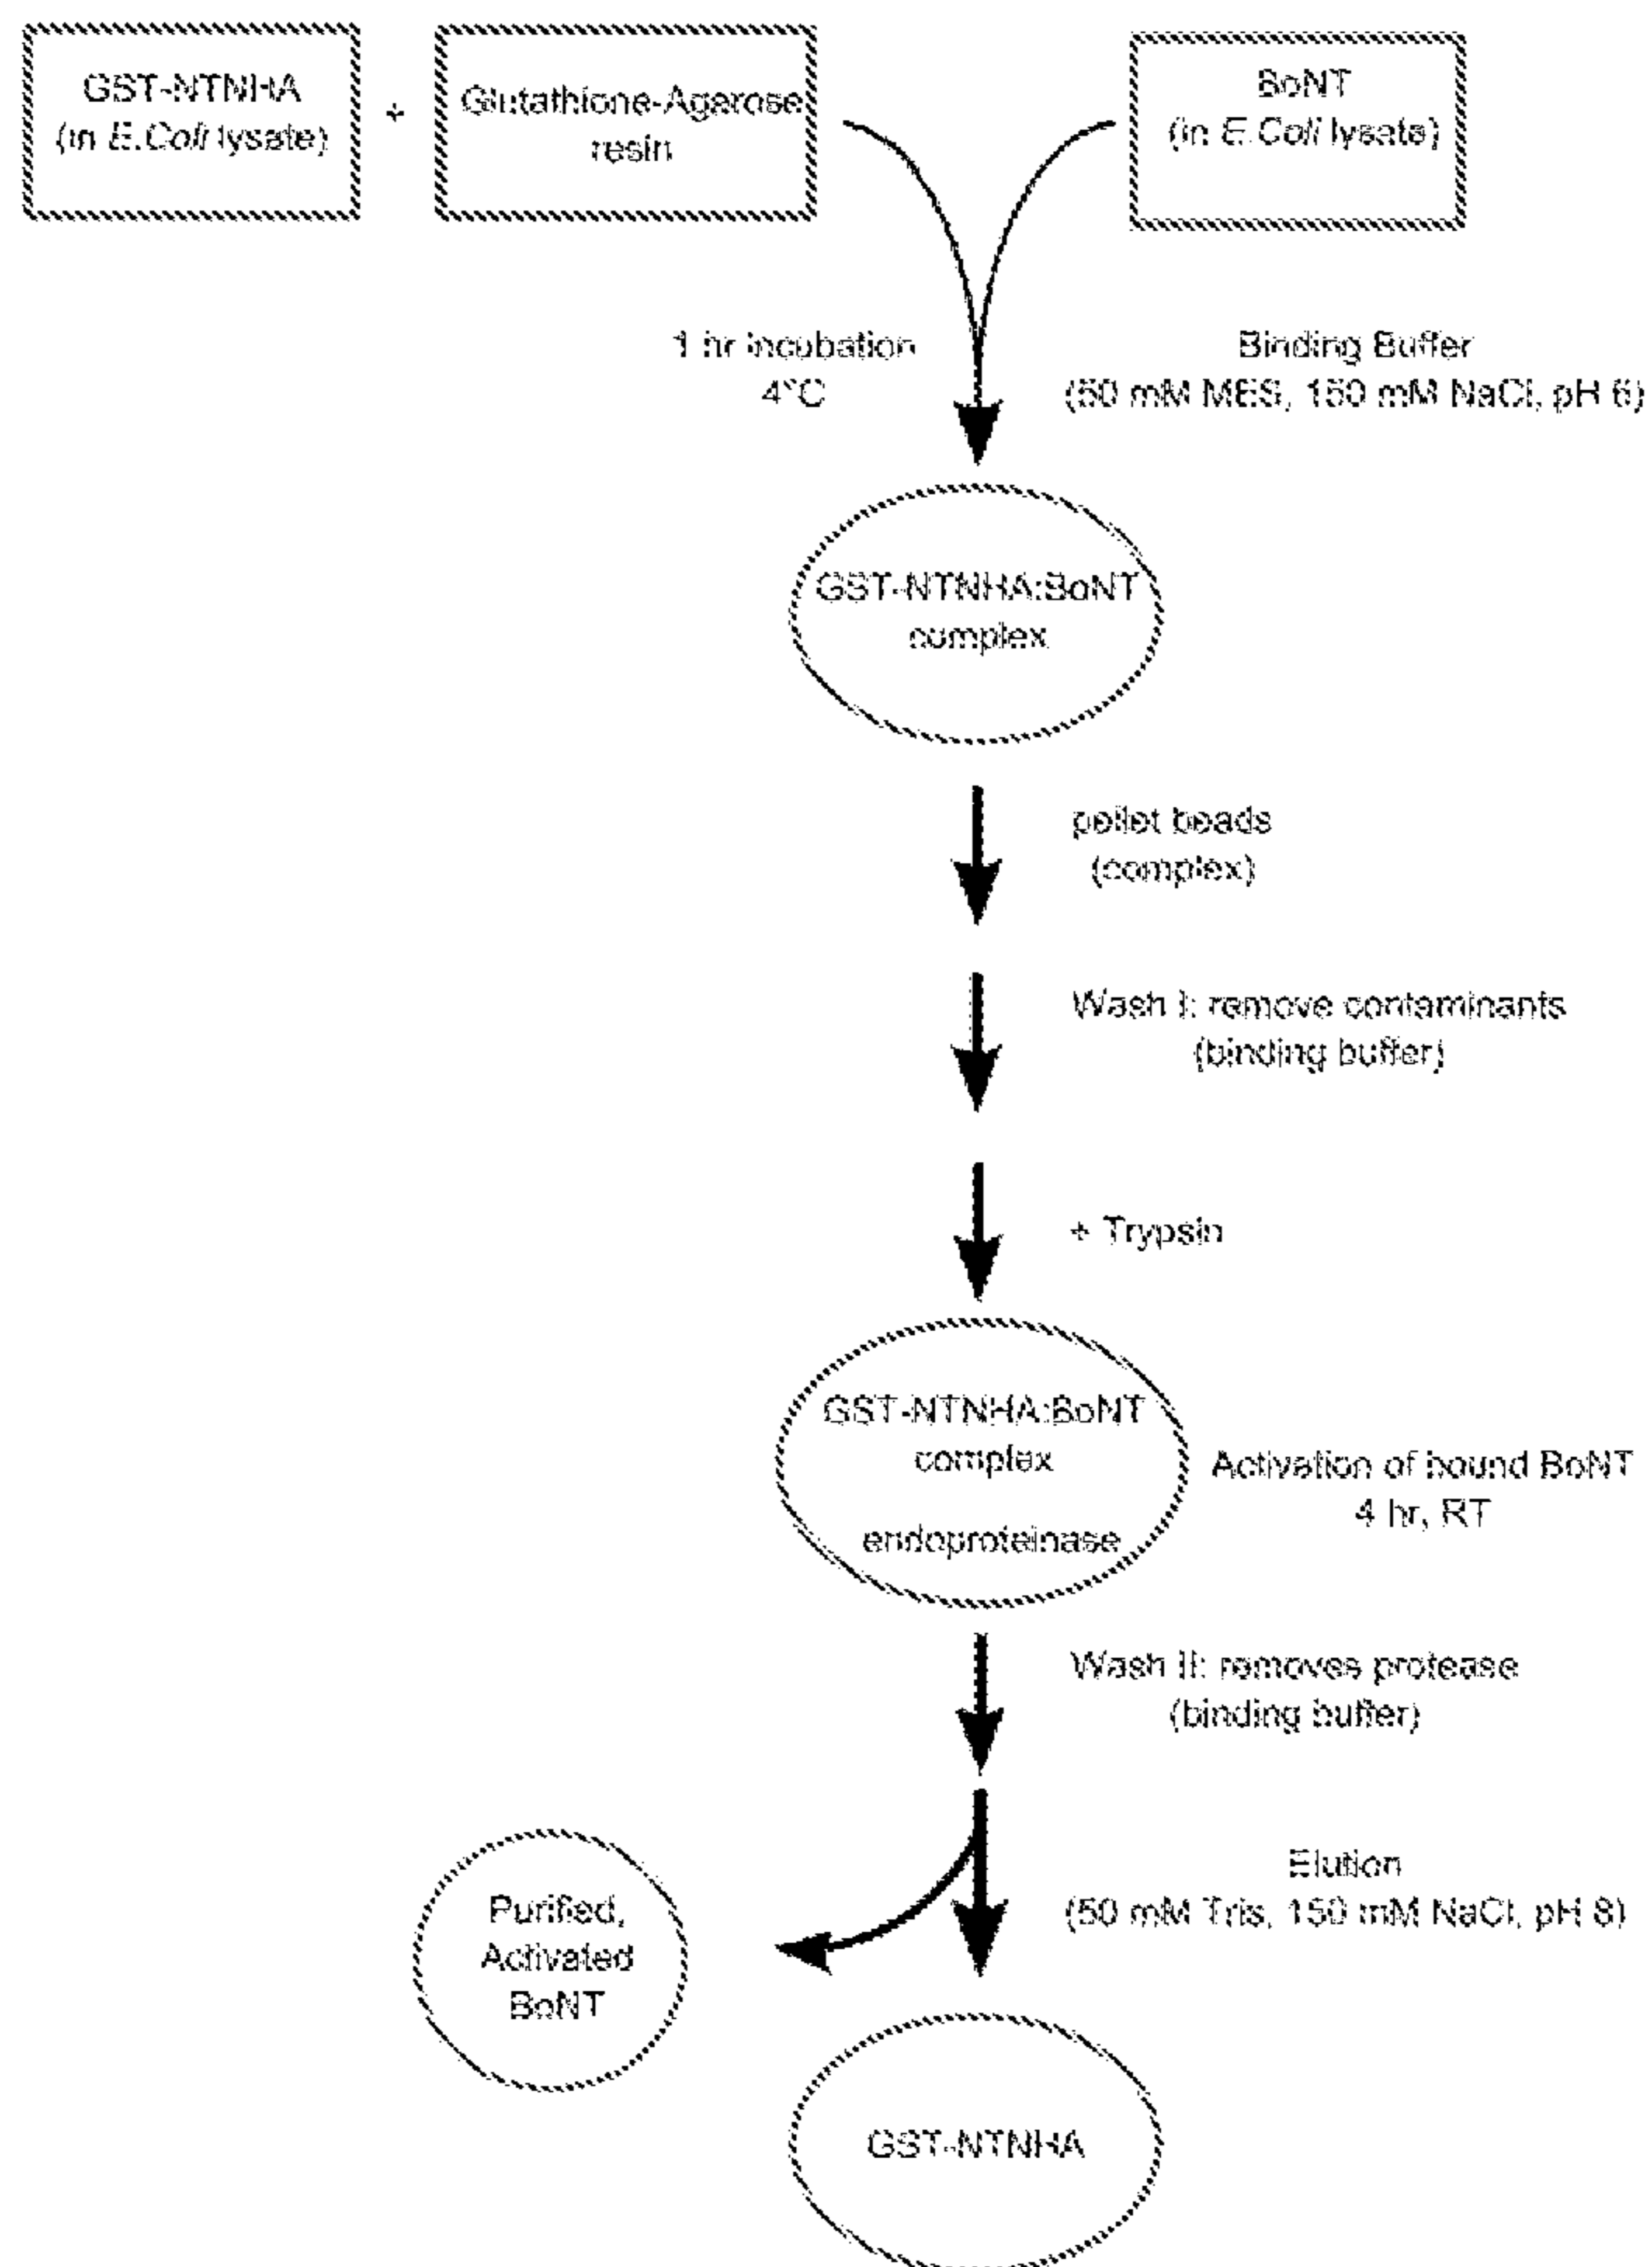 GST-NTNHA
(in E.Coli lysate)
+
Glutathione-Agarose
resin
BoNT
(in E.Coli lysate)
1 hr incubation
4°C
Binding Buffer
(50 mM MES, 150 mM NaCl, pH 6)
GST-NTNHA:BoNT
complex
pellet beads
(complex)
Wash I: remove contaminants
(binding buffer)
+ Trypsin
GST-NTNHA:BoNT
complex
endoproteinase
Activation of bound BoNT
4 hr, RT
Wash II: removes protease
(binding buffer)
Elution
(50 mM Tris, 150 mM NaCl, pH 8)
Purified,
Activated
BoNT
GST-NTNHA